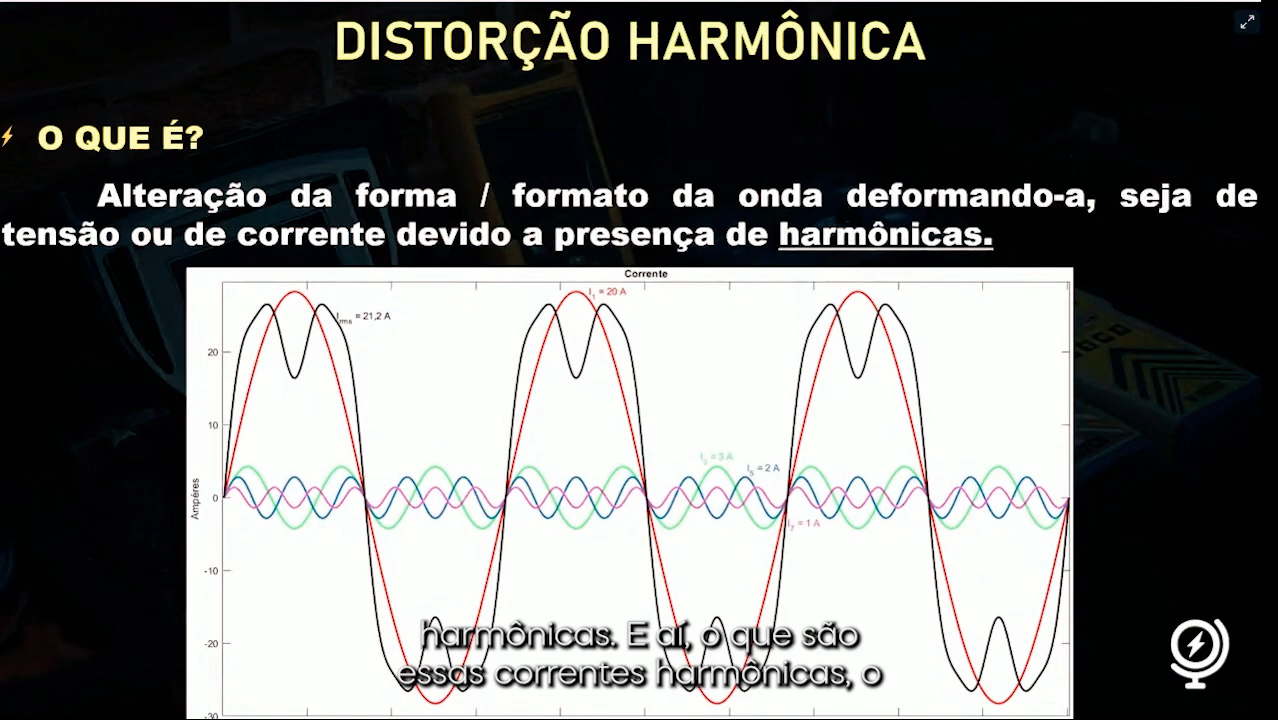 DISTORÇÃO HARMÔNICA
O QUE É?
Alteração da forma / formato da onda deformando-a, seja de
tensão ou de corrente devido a presença de harmônicas.
Corrente
I1 = 20 A
Irms = 21,2 A
20
10
I3 = 3 A
I5 = 2 A
0
Ampères
I7 = 1 A
-10
-20
-30
harmônicas. E aí, o que são
essas correntes harmônicas, o